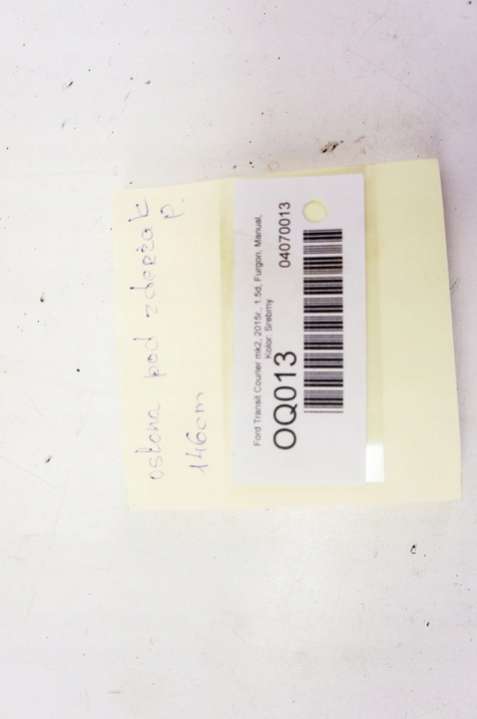 osłona pod zderzak
p.
146cm
Ford Transit Courier mk2, 2015r., 1.5d, Furgon, Manual,
Kolor: Srebrny
OQ013
04070013